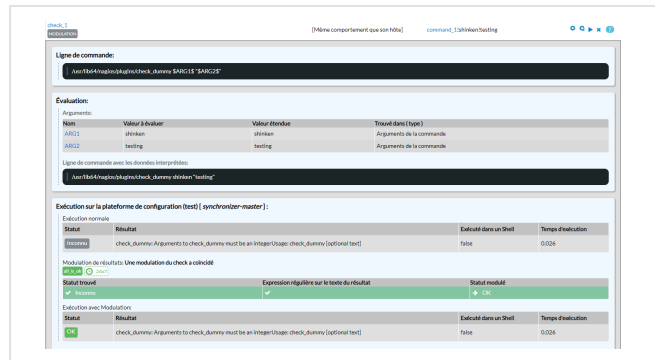 check_1
MODULATION
[Même comportement que son hôte]
command_1!shinken!testing
Ligne de commande:
/usr/lib64/nagios/plugins/check_dummy $ARG1$ "$ARG2$"
Évaluation:
Arguments:
Nom Valeur à évaluer Valeur étendue Trouvé dans ( type )
ARG1 shinken shinken Arguments de la commande
ARG2 testing testing Arguments de la commande
Ligne de commande avec les données interprétées:
/usr/lib64/nagios/plugins/check_dummy shinken "testing"
Exécution sur la plateforme de configuration (test) [ synchronizer-master ] :
Exécution normale
Statut Résultat Exécuté dans un Shell Temps d'exécution
Inconnu check_dummy: Arguments to check_dummy must be an integerUsage: check_dummy [optional text] false 0.026
Modulation de résultats: Une modulation du check a coïncidé
all_is_ok 24x7
Statut trouvé Expression régulière sur le texte du résultat Statut modulé
Inconnu OK
Exécution avec Modulation:
Statut Résultat Exécuté dans un Shell Temps d'exécution
OK check_dummy: Arguments to check_dummy must be an integerUsage: check_dummy [optional text] false 0.026